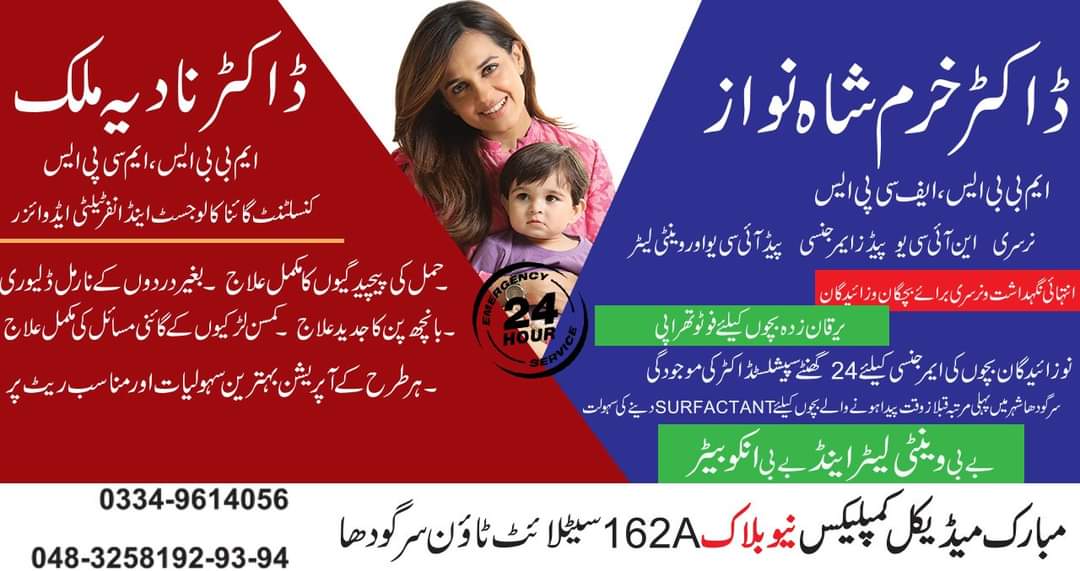 ڈاکٹر خرم شاہ نواز
ایم بی بی ایس، ایف سی پی ایس
نرسری این آئی سی یو پیڈز ایمرجنسی پیڈ آئی سی یو اور وینٹی لیٹر
انتہائی نگہداشت و نرسری برائے بچگان و زائیدگان
یرقان زدہ بچوں کیلئے فوٹو تھراپی
نوزائیدگان بچوں کی ایمرجنسی کیلئے 24 گھنٹے سپیشلسٹ ڈاکٹر کی موجودگی
سرگودھا شہر میں پہلی مرتبہ قبل از وقت پیدا ہونے والے بچوں کیلئے SURFACTANT دینے کی سہولت
بے بی وینٹی لیٹر اینڈ بے بی انکوبیٹر
ڈاکٹر نادیہ ملک
ایم بی بی ایس، ایم سی پی ایس
کنسلٹنٹ گائناکالوجسٹ اینڈ انفرٹیلٹی ایڈوائزر
۔حمل کی پیچیدگیوں کا مکمل علاج ۔بغیر دردوں کے نارمل ڈلیوری
۔بانچھ پن کا جدید علاج ۔کمسن لڑکیوں کے گائنی مسائل کی مکمل علاج
۔ہر طرح کے آپریشن بہترین سہولیات اور مناسب ریٹ پر
EMERGENCY
24
HOUR
SERVICE
مبارک میڈیکل کمپلیکس نیو بلاک 162A سیٹلائٹ ٹاؤن سرگودھا
0334-9614056
048-3258192-93-94